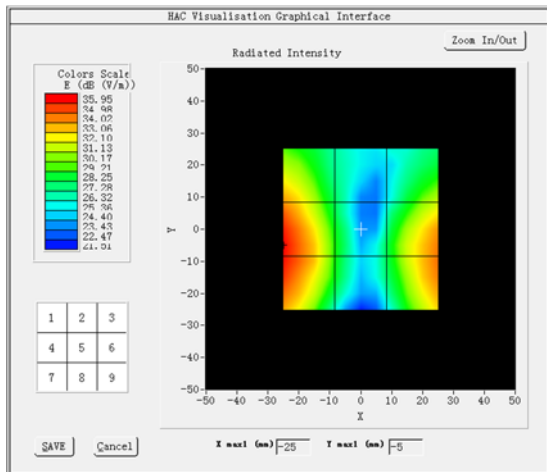 HAC Visualisation Graphical Interface
Zoom In/Out
Radiated Intensity
Colors Scale
E (dB (V/m))
35.95
34.98
34.02
33.06
32.10
31.13
30.17
29.21
28.25
27.28
26.32
25.36
24.40
23.43
22.47
21.51
50
40
30
20
10
0
-10
-20
-30
-40
-50
Y
-50 -40 -30 -20 -10 0 10 20 30 40 50
X
1 2 3
4 5 6
7 8 9
SAVE
Cancel
X max1 (mm) -25
Y max1 (mm) -5